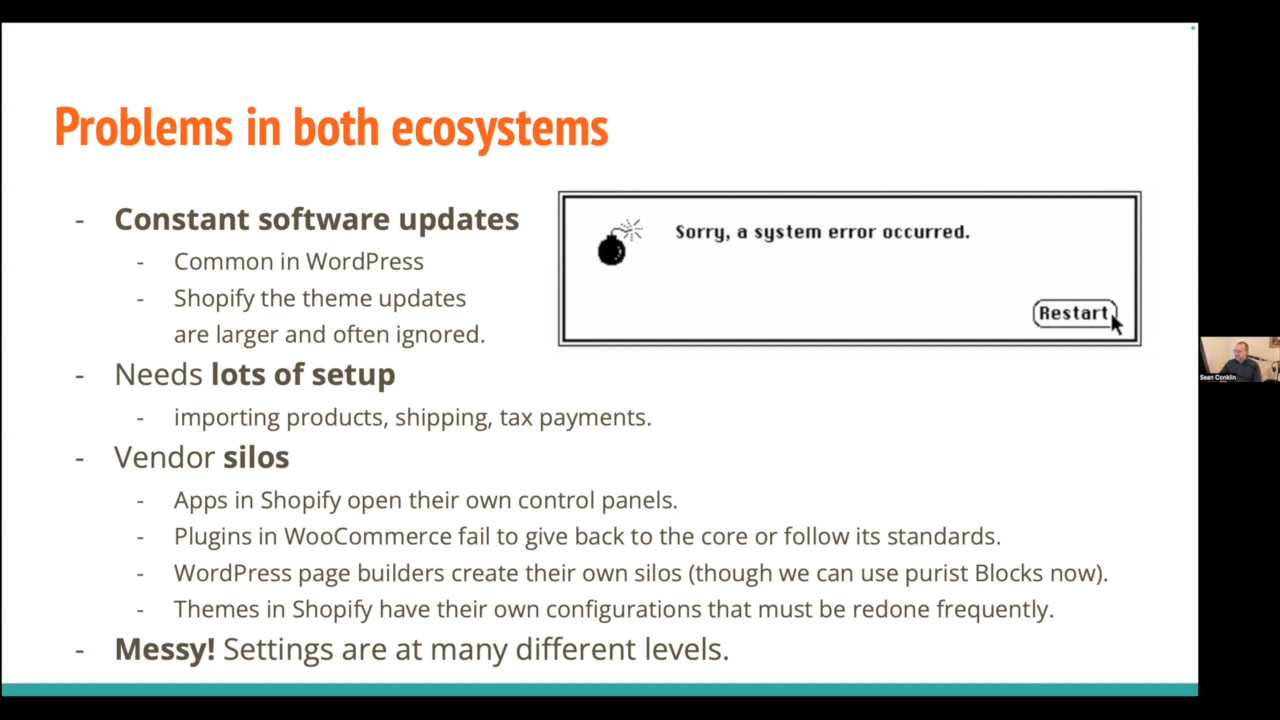 Problems in both ecosystems
- Constant software updates
- Common in WordPress
- Shopify the theme updates
are larger and often ignored.
Sorry, a system error occurred.
Restart
- Needs lots of setup
- importing products, shipping, tax payments.
- Vendor silos
- Apps in Shopify open their own control panels.
- Plugins in WooCommerce fail to give back to the core or follow its standards.
- WordPress page builders create their own silos (though we can use purist Blocks now).
- Themes in Shopify have their own configurations that must be redone frequently.
- Messy! Settings are at many different levels.
Sean Conklin